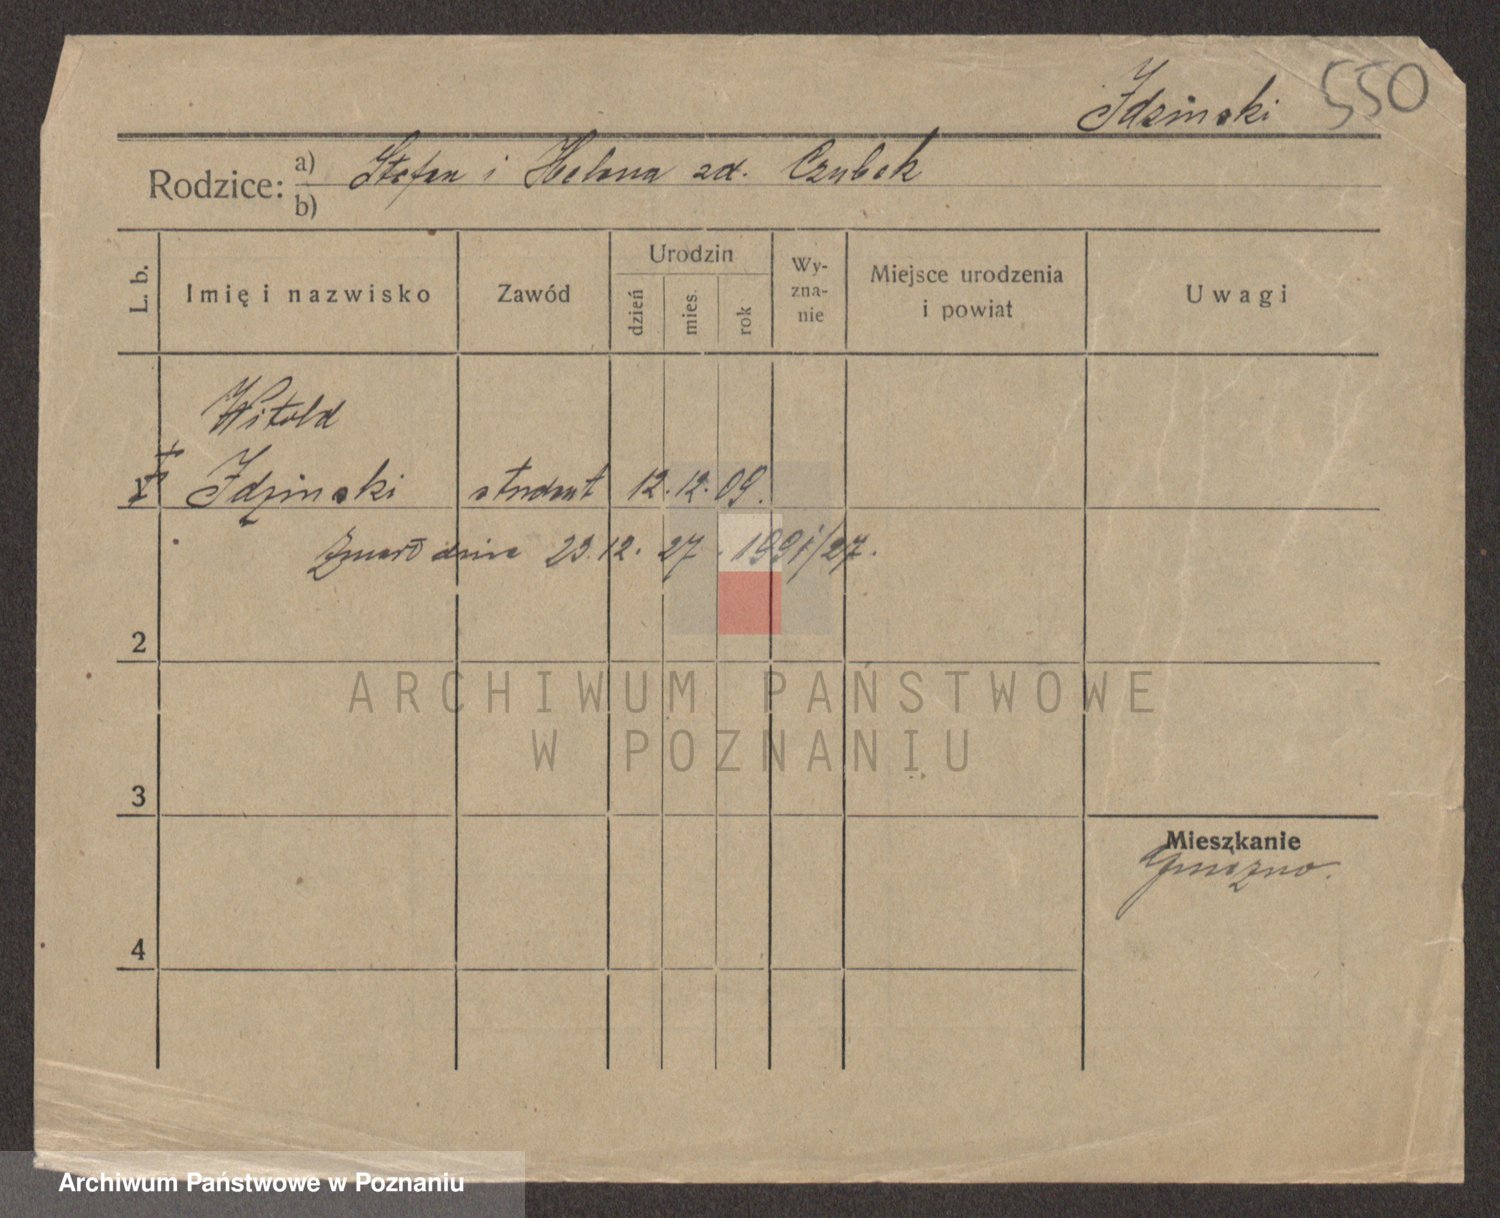 Idzinski 550
Rodzice: a) Stefan i Helena zd. Czubek
b)
L. b.
Imię i nazwisko
Zawód
Urodzin
dzień
mies.
rok
Wy-
zna-
nie
Miejsce urodzenia
i powiat
Uwagi
Witold
1 Idzinski student 12. 12. 09.
Zmarł dnia 23. 12. 27. 1991/27.
2
ARCHIWUM PAŃSTWOWE
W POZNANIU
3
Mieszkanie
Gniezno.
4
Archiwum Państwowe w Poznaniu